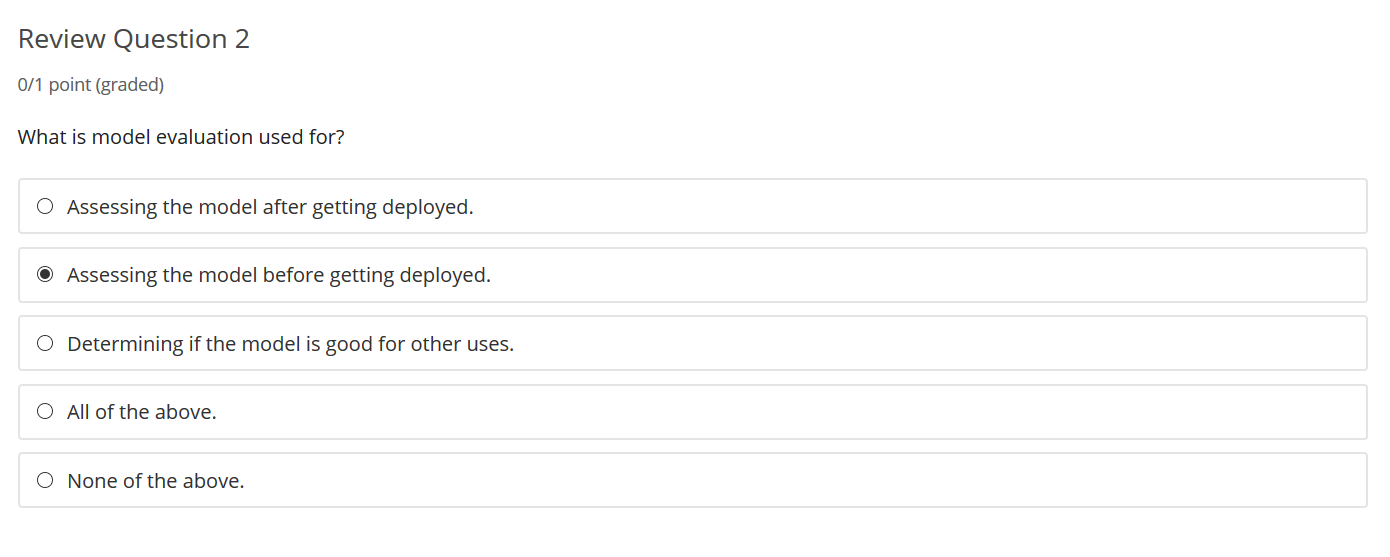 Review Question 2
0/1 point (graded)
What is model evaluation used for?
Assessing the model after getting deployed.
Assessing the model before getting deployed.
Determining if the model is good for other uses.
All of the above.
None of the above.